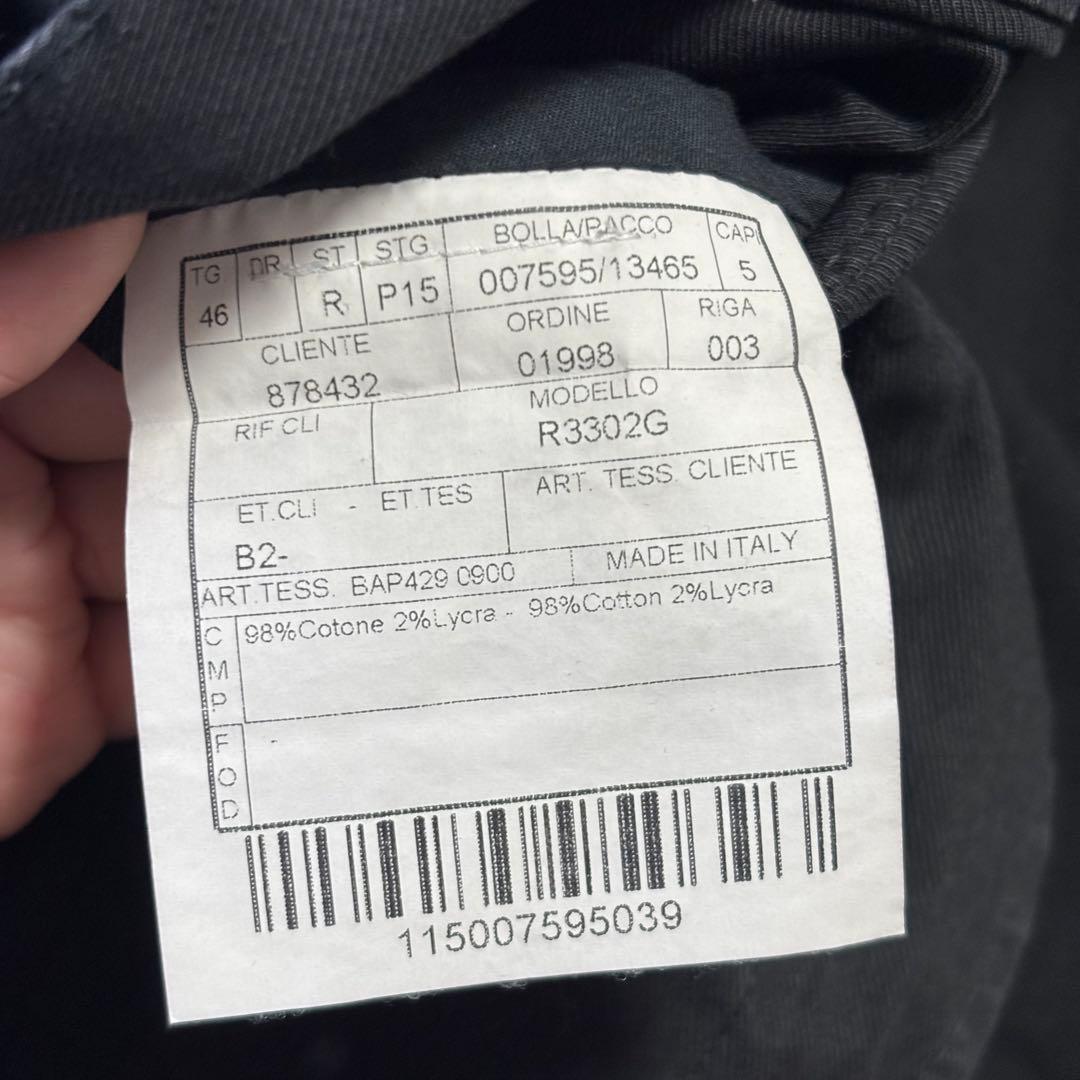 TG DR ST STG BOLLA/PACCO CAPI
46 R P15 007595/13465 5
CLIENTE ORDINE RIGA
878432 01998 003
RIF CLI MODELLO
R3302G
ET.CLI - ET.TES ART. TESS. CLIENTE
B2-
ART.TESS. BAP429 0900 MADE IN ITALY
CMP 98%Cotone 2%Lycra - 98%Cotton 2%Lycra
FOD -
115007595039